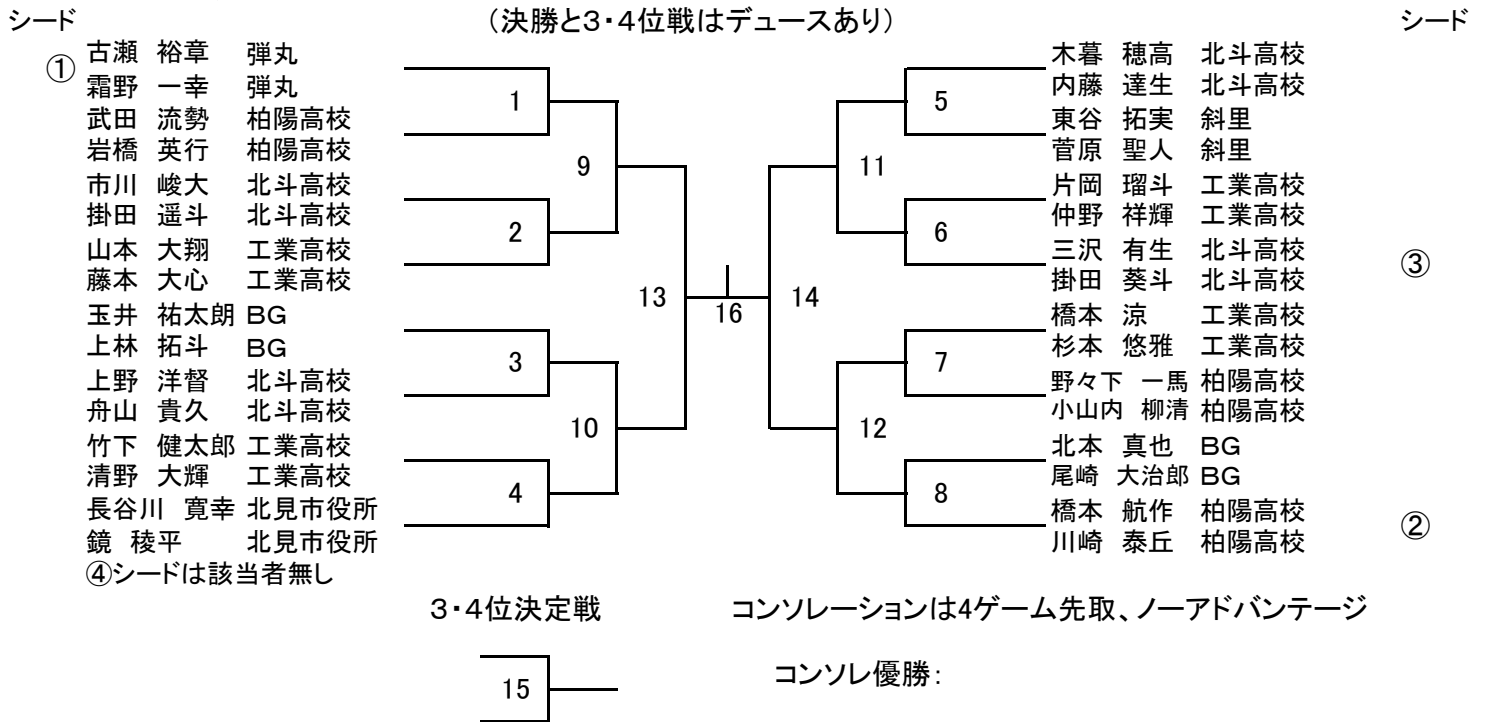 シード
(決勝と3・4位戦はデュースあり)
シード
①
古瀬 裕章 弾丸
霜野 一幸 弾丸
武田 流勢 柏陽高校
岩橋 英行 柏陽高校
市川 峻大 北斗高校
掛田 遥斗 北斗高校
山本 大翔 工業高校
藤本 大心 工業高校
玉井 祐太朗 BG
上林 拓斗 BG
上野 洋督 北斗高校
舟山 貴久 北斗高校
竹下 健太郎 工業高校
清野 大輝 工業高校
長谷川 寛幸 北見市役所
鏡 稜平 北見市役所
④シードは該当者無し
1
2
3
4
9
10
13
16
14
11
12
5
6
7
8
木暮 穂高 北斗高校
内藤 達生 北斗高校
東谷 拓実 斜里
菅原 聖人 斜里
片岡 瑠斗 工業高校
仲野 祥輝 工業高校
三沢 有生 北斗高校
掛田 葵斗 北斗高校
③
橋本 涼 工業高校
杉本 悠雅 工業高校
野々下 一馬 柏陽高校
小山内 柳清 柏陽高校
北本 真也 BG
尾崎 大治郎 BG
橋本 航作 柏陽高校
川崎 泰丘 柏陽高校
②
3・4位決定戦
コンソレーションは4ゲーム先取、ノーアドバンテージ
15
コンソレ優勝: